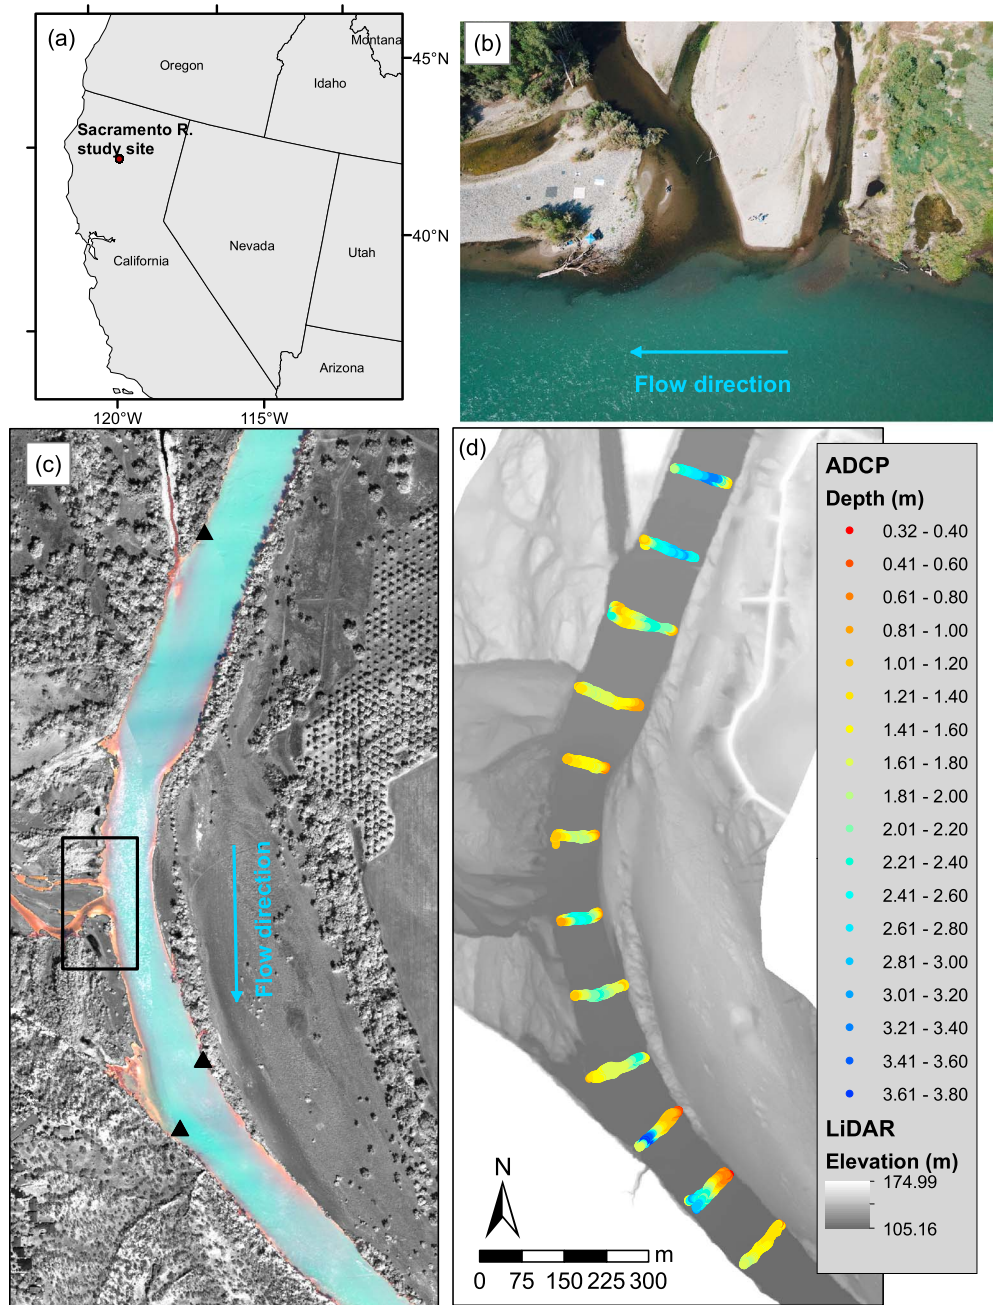 (a)
Montana
45°N
Oregon
Idaho
Sacramento R.
study site
40°N
Nevada
Utah
California
Arizona
120°W
115°W
(b)
Flow direction
(c)
Flow direction
(d)
ADCP
Depth (m)
0.32 - 0.40
0.41 - 0.60
0.61 - 0.80
0.81 - 1.00
1.01 - 1.20
1.21 - 1.40
1.41 - 1.60
1.61 - 1.80
1.81 - 2.00
2.01 - 2.20
2.21 - 2.40
2.41 - 2.60
2.61 - 2.80
2.81 - 3.00
3.01 - 3.20
3.21 - 3.40
3.41 - 3.60
3.61 - 3.80
LiDAR
Elevation (m)
174.99
105.16
N
m
0 75 150 225 300